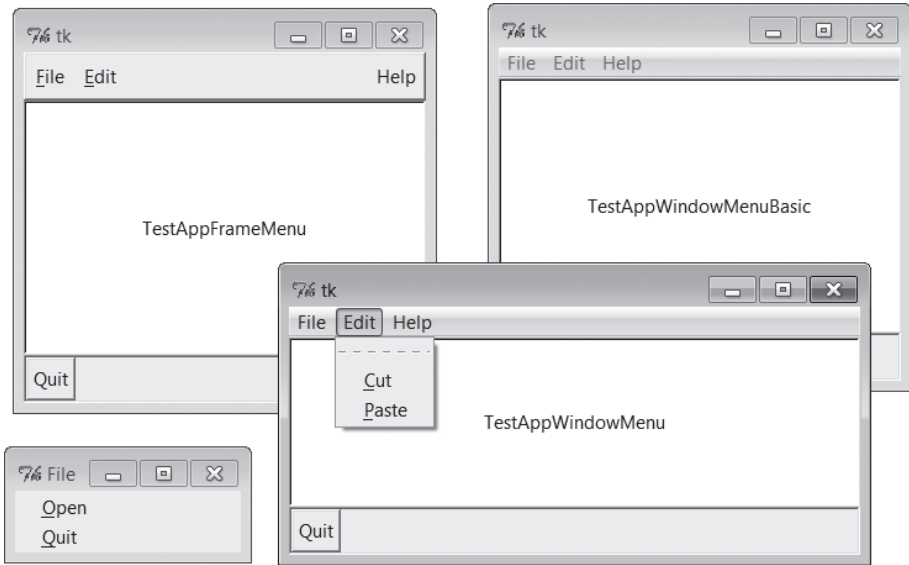 tk
File Edit Help
TestAppFrameMenu
Quit
tk
File Edit Help
TestAppWindowMenuBasic
tk
File Edit Help
Cut
Paste
TestAppWindowMenu
Quit
File
Open
Quit